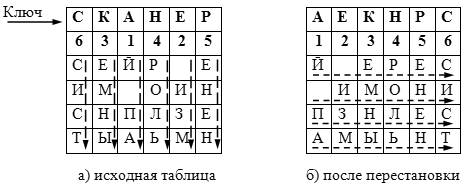 Ключ
С К А Н Е Р
6 3 1 4 2 5
С Е Й Р Е
И М О И Н
С Н П Л З Е
Т Ы А Ь М Н
а) исходная таблица
А Е К Н Р С
1 2 3 4 5 6
Й Е Р Е С
И М О Н И
П З Н Л Е С
А М Ы Ь Н Т
б) после перестановки